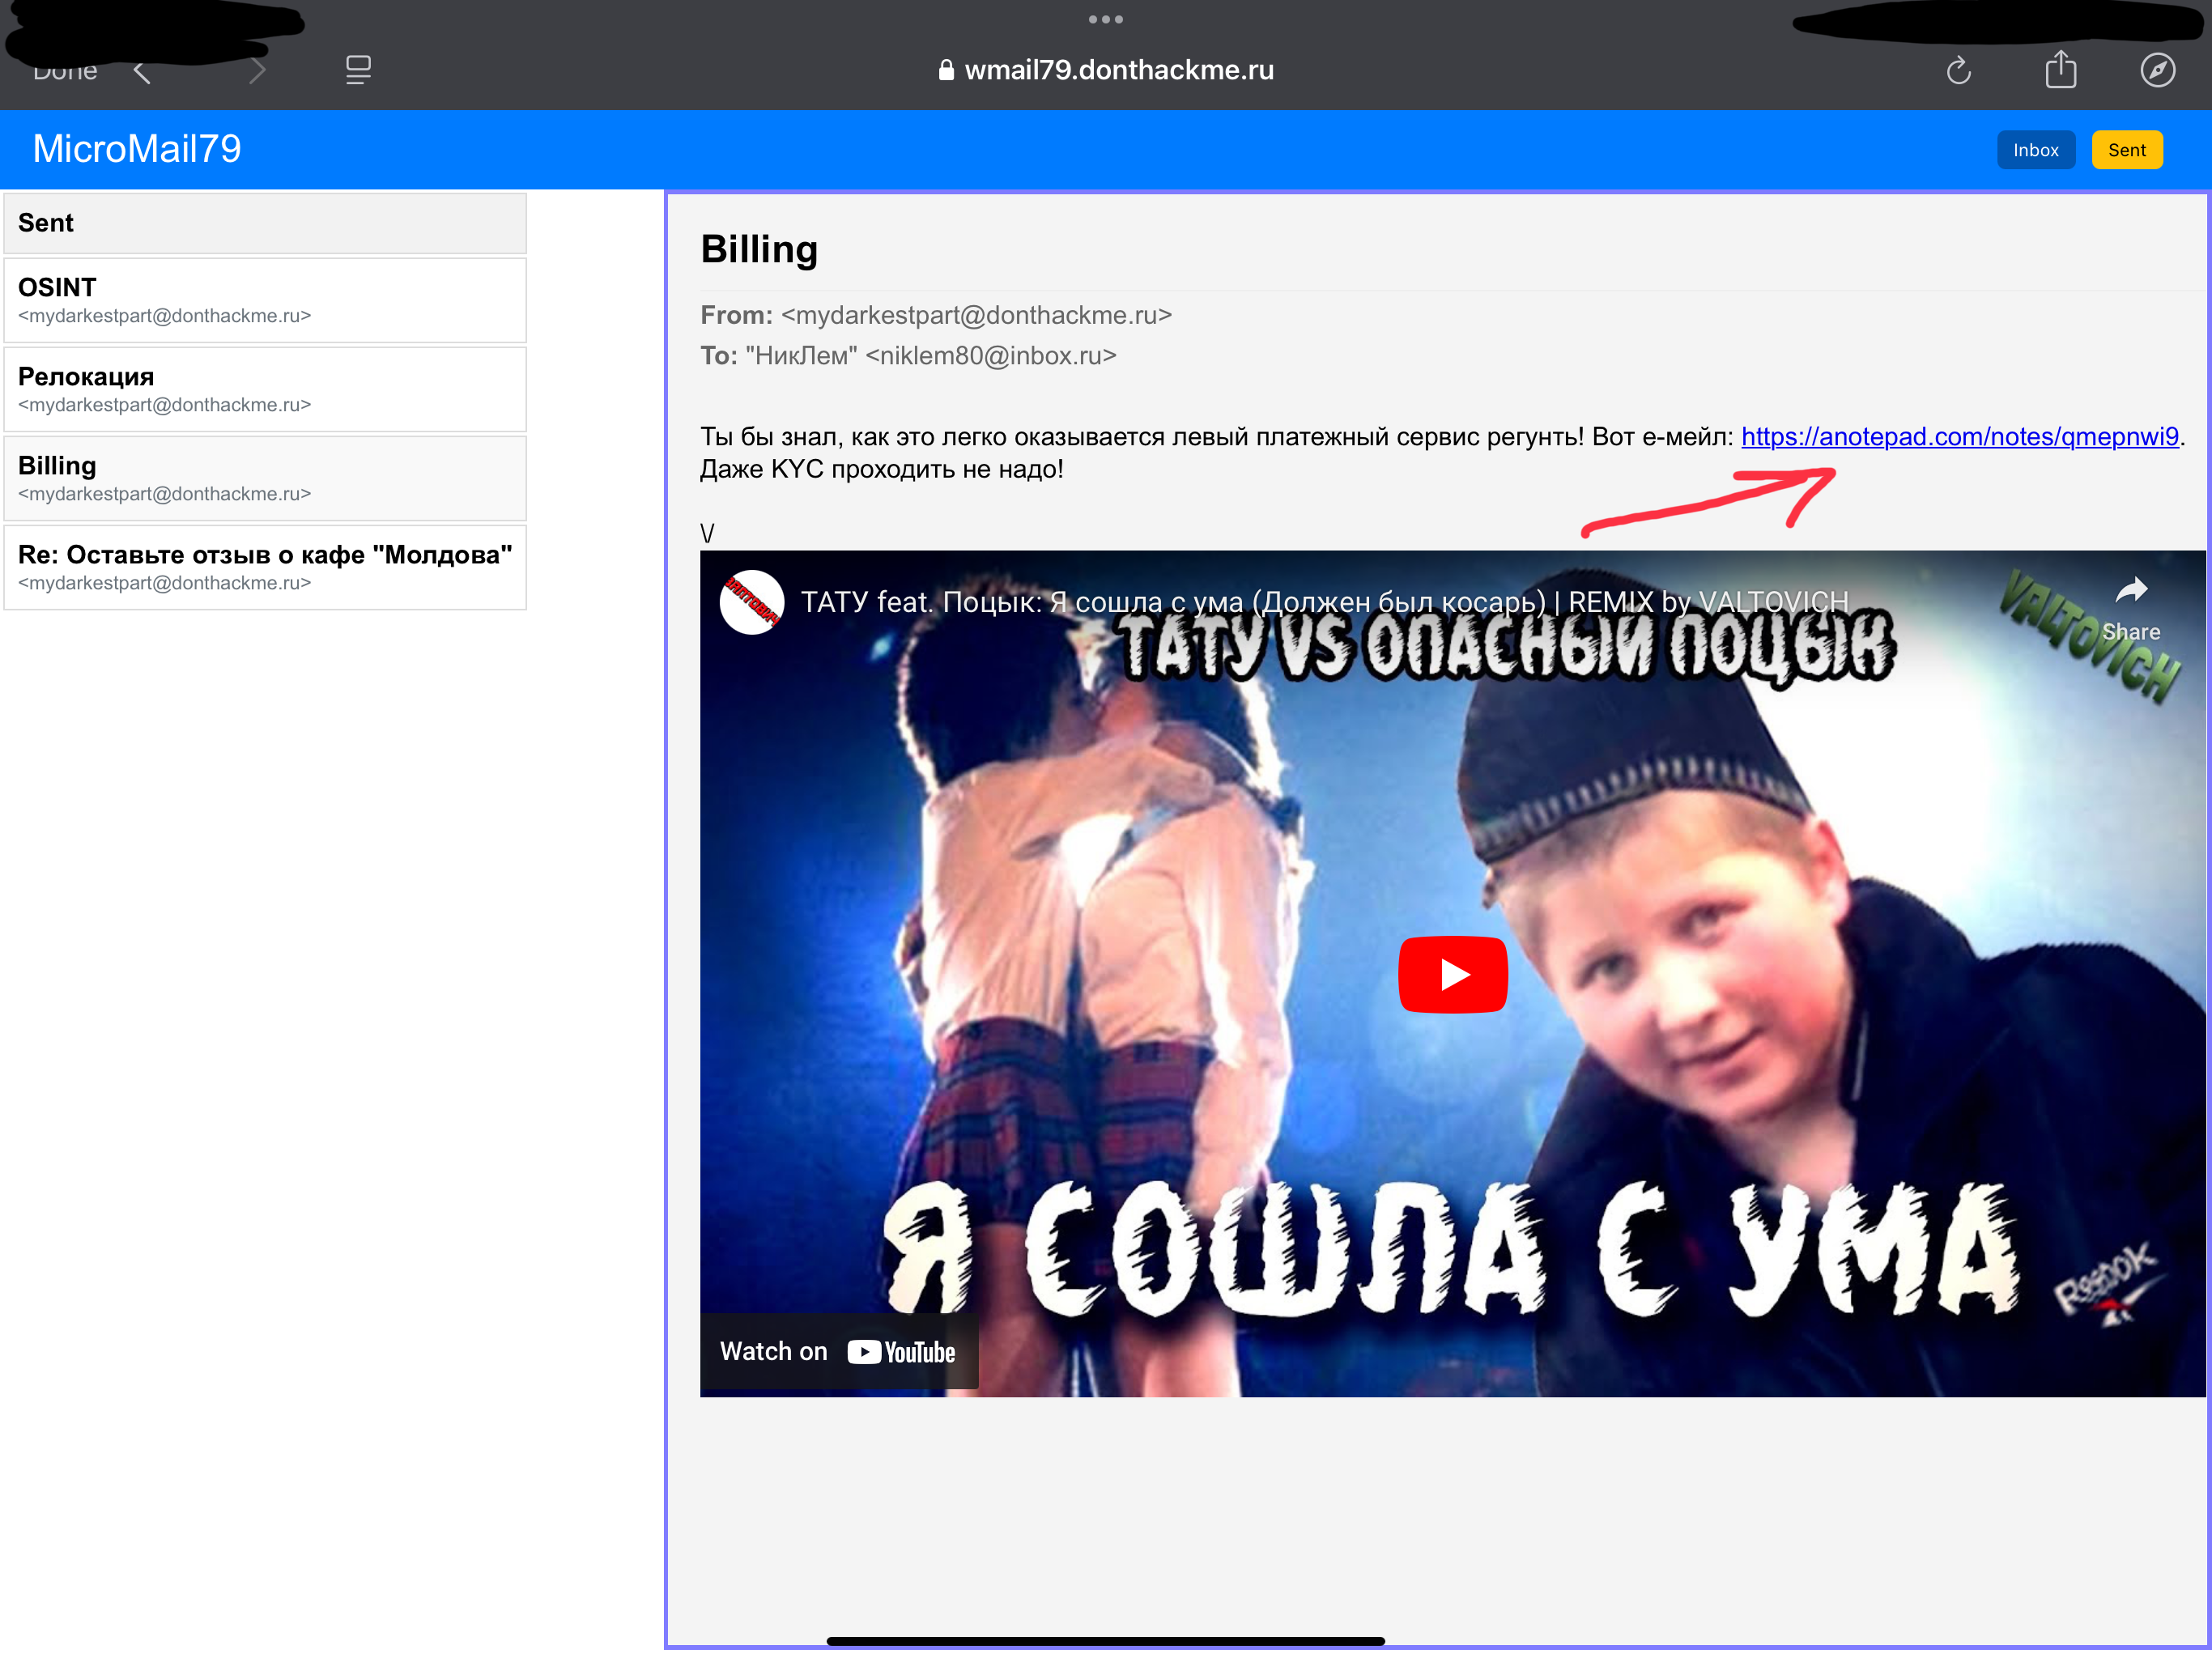 Done
wmail79.donthackme.ru
MicroMail79
Inbox
Sent
Sent
OSINT
<mydarkestpart@donthackme.ru>
Релокация
<mydarkestpart@donthackme.ru>
Billing
<mydarkestpart@donthackme.ru>
Re: Оставьте отзыв о кафе "Молдова"
<mydarkestpart@donthackme.ru>
Billing
From: <mydarkestpart@donthackme.ru>
To: "НикЛем" <niklem80@inbox.ru>
Ты бы знал, как это легко оказывается левый платежный сервис регунть! Вот е-мейл: https://anotepad.com/notes/qmepnwi9.
Даже KYC проходить не надо!
\/
ВАЛТОВИЧ
ТАТУ feat. Поцык: Я сошла с ума (Должен был косарь) | REMIX by VALTOVICH
Share
ТАТУ VS ОПАСНЫЙ ПОЦЫК
VALTOVICH
Я СОШЛА С УМА
Reebok
Watch on YouTube